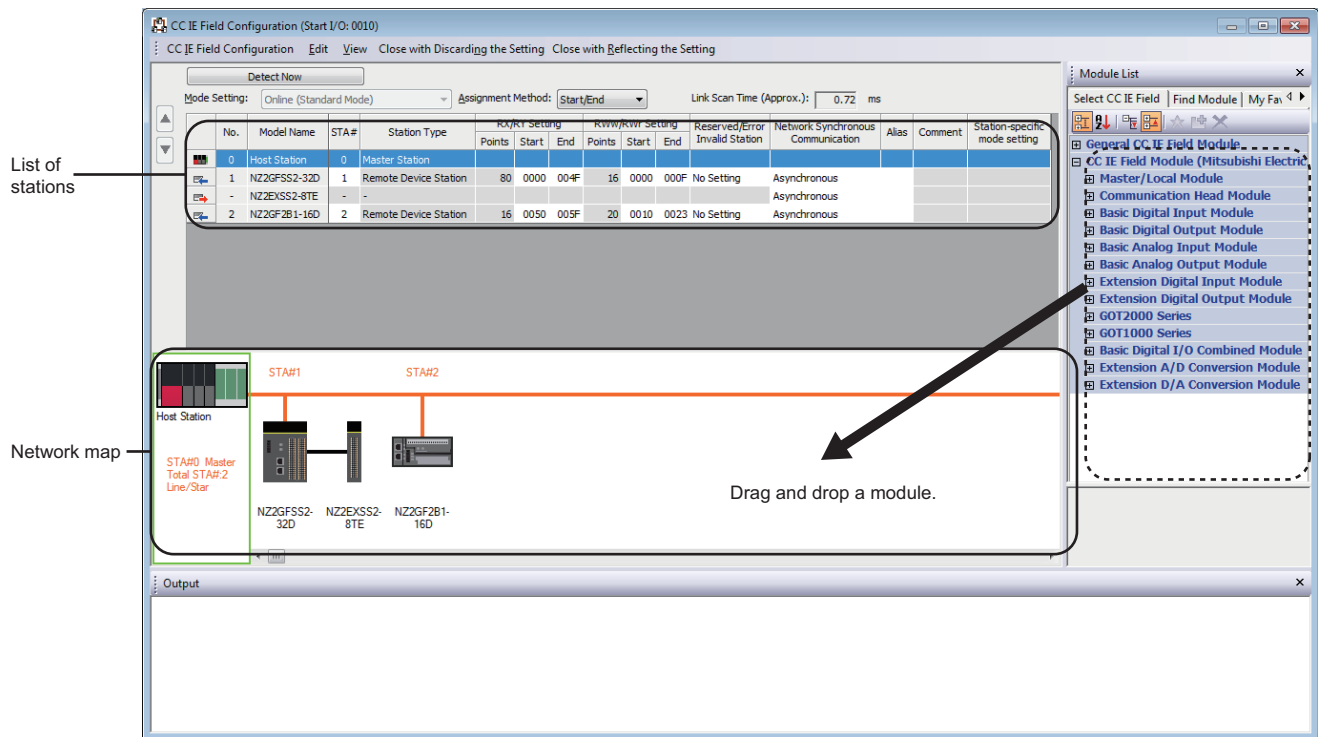 CC IE Field Configuration (Start I/O: 0010)
CC IE Field Configuration Edit View Close with Discarding the Setting Close with Reflecting the Setting
Detect Now
Mode Setting: Online (Standard Mode) Assignment Method: Start/End Link Scan Time (Approx.): 0.72 ms
No. Model Name STA# Station Type RX/RY Setting RWw/RWr Setting Reserved/Error Invalid Station Network Synchronous Communication Alias Comment Station-specific mode setting
Points Start End Points Start End
0 Host Station 0 Master Station
1 NZ2GFSS2-32D 1 Remote Device Station 80 0000 004F 16 0000 000F No Setting Asynchronous
- NZ2EXSS2-8TE - - Asynchronous
2 NZ2GF2B1-16D 2 Remote Device Station 16 0050 005F 20 0010 0023 No Setting Asynchronous
List of
stations
Network map
Host Station
STA#0 Master
Total STA#:2
Line/Star
STA#1
STA#2
NZ2GFSS2-
32D
NZ2EXSS2-
8TE
NZ2GF2B1-
16D
Drag and drop a module.
Module List
Select CC IE Field Find Module My Fav
General CC IE Field Module
CC IE Field Module (Mitsubishi Electric
Master/Local Module
Communication Head Module
Basic Digital Input Module
Basic Digital Output Module
Basic Analog Input Module
Basic Analog Output Module
Extension Digital Input Module
Extension Digital Output Module
GOT2000 Series
GOT1000 Series
Basic Digital I/O Combined Module
Extension A/D Conversion Module
Extension D/A Conversion Module
Output